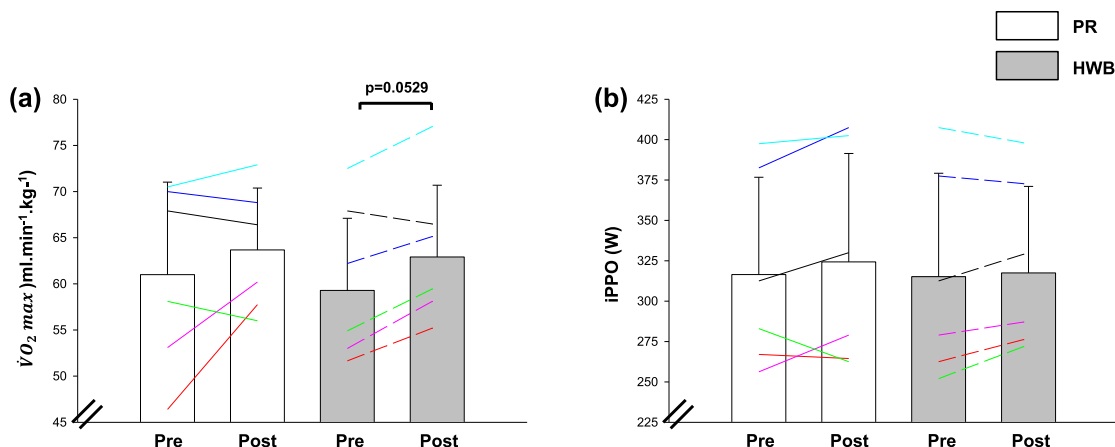 PR
HWB
(a)
V̇O₂ max )ml.min⁻¹.kg⁻¹)
80
75
70
65
60
55
50
45
p=0.0529
Pre
Post
Pre
Post
(b)
iPPO (W)
425
400
375
350
325
300
275
250
225
Pre
Post
Pre
Post